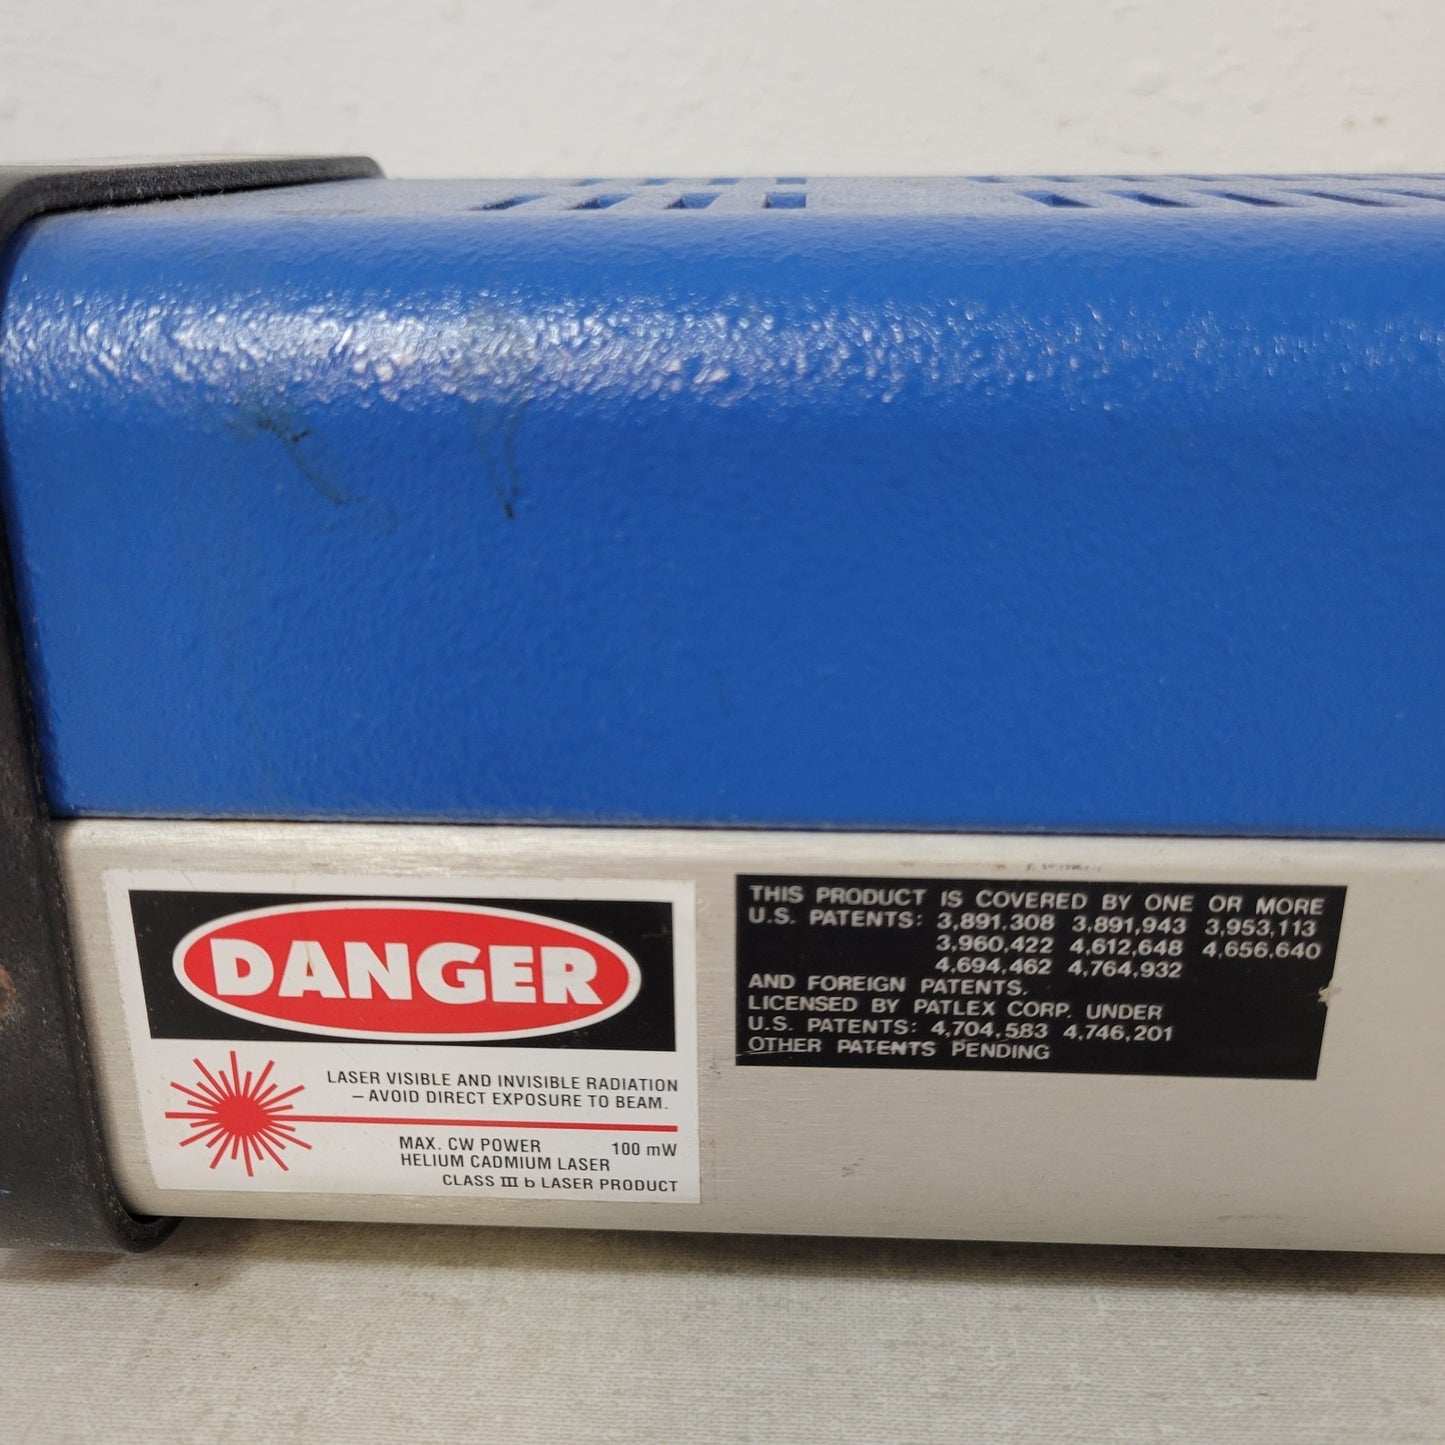 DANGER
LASER VISIBLE AND INVISIBLE RADIATION
– AVOID DIRECT EXPOSURE TO BEAM.
MAX. CW POWER 100 mW
HELIUM CADMIUM LASER
CLASS III b LASER PRODUCT
THIS PRODUCT IS COVERED BY ONE OR MORE
U.S. PATENTS: 3,891,308 3,891,943 3,953,113
3,960,422 4,612,648 4,656,640
4,694,462 4,764,932
AND FOREIGN PATENTS.
LICENSED BY PATLEX CORP. UNDER
U.S. PATENTS: 4,704,583 4,746,201
OTHER PATENTS PENDING